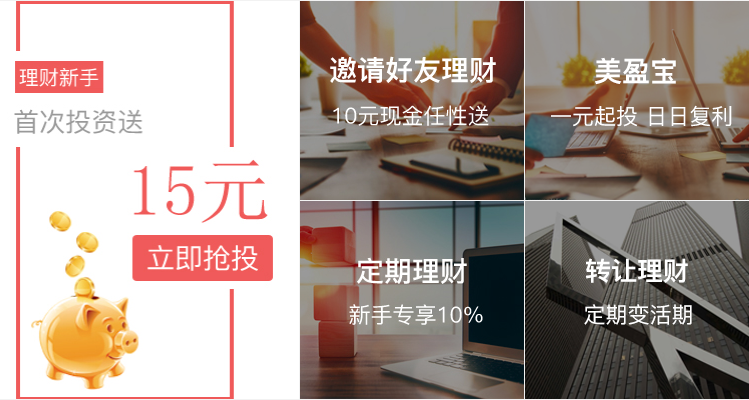 理财新手
首次投资送
15元
立即抢投
邀请好友理财
10元现金任性送
美盈宝
一元起投 日日复利
定期理财
新手专享10%
转让理财
定期变活期